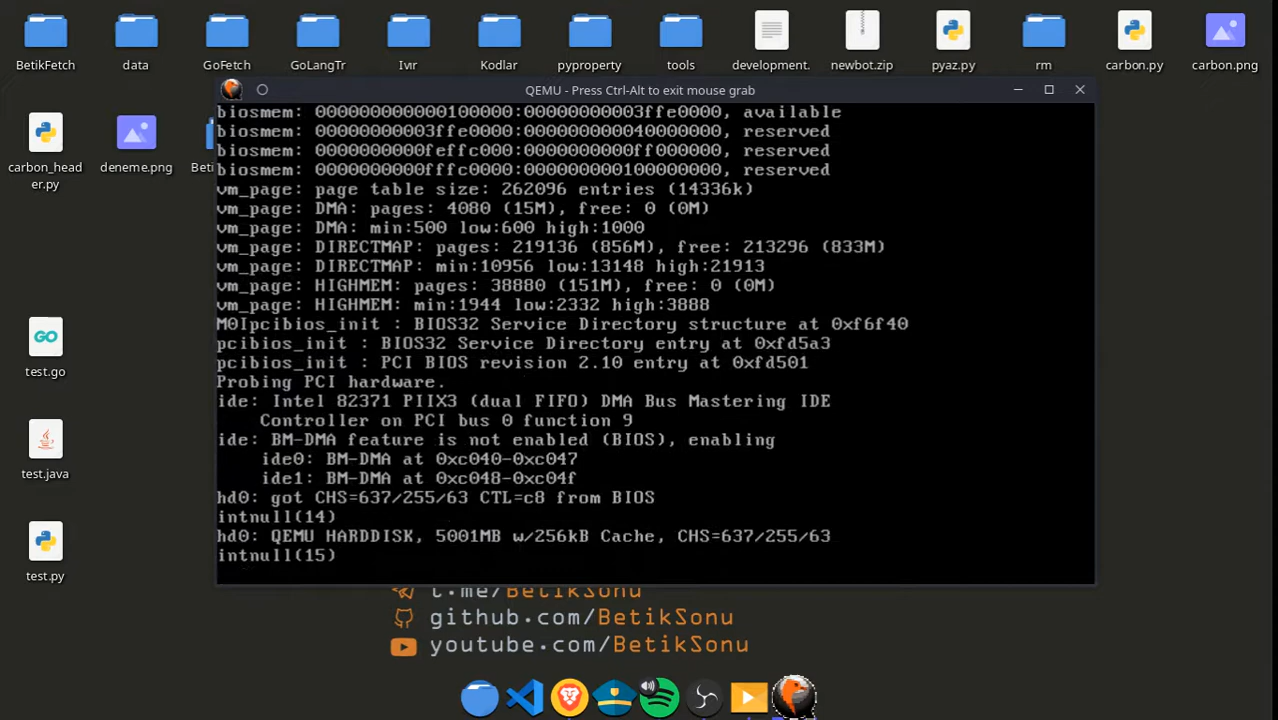 BetikFetch
data
GoFetch
GoLangTr
Ivır
Kodlar
pyproperty
tools
development.
newbot.zip
pyaz.py
rm
carbon.py
carbon.png
carbon_head
er.py
deneme.png
Beti
QEMU - Press Ctrl-Alt to exit mouse grab
biosmem: 000000000000100000:00000000003ffe0000, available
biosmem: 00000000003ffe0000:000000000040000000, reserved
biosmem: 0000000000feffc000:0000000000ff000000, reserved
biosmem: 0000000000fffc0000:000000000100000000, reserved
vm_page: page table size: 262096 entries (14336k)
vm_page: DMA: pages: 4080 (15M), free: 0 (0M)
vm_page: DMA: min:500 low:600 high:1000
vm_page: DIRECTMAP: pages: 219136 (856M), free: 213296 (833M)
vm_page: DIRECTMAP: min:10956 low:13148 high:21913
vm_page: HIGHMEM: pages: 38880 (151M), free: 0 (0M)
vm_page: HIGHMEM: min:1944 low:2332 high:3888
M0Ipcibios_init : BIOS32 Service Directory structure at 0xf6f40
pcibios_init : BIOS32 Service Directory entry at 0xfd5a3
pcibios_init : PCI BIOS revision 2.10 entry at 0xfd501
Probing PCI hardware.
ide: Intel 82371 PIIX3 (dual FIFO) DMA Bus Mastering IDE
Controller on PCI bus 0 function 9
ide: BM-DMA feature is not enabled (BIOS), enabling
ide0: BM-DMA at 0xc040-0xc047
ide1: BM-DMA at 0xc048-0xc04f
hd0: got CHS=637/255/63 CTL=c8 from BIOS
intnull(14)
hd0: QEMU HARDDISK, 5001MB w/256kB Cache, CHS=637/255/63
intnull(15)
GO
test.go
test.java
test.py
t.me/BetikSonu
github.com/BetikSonu
youtube.com/BetikSonu